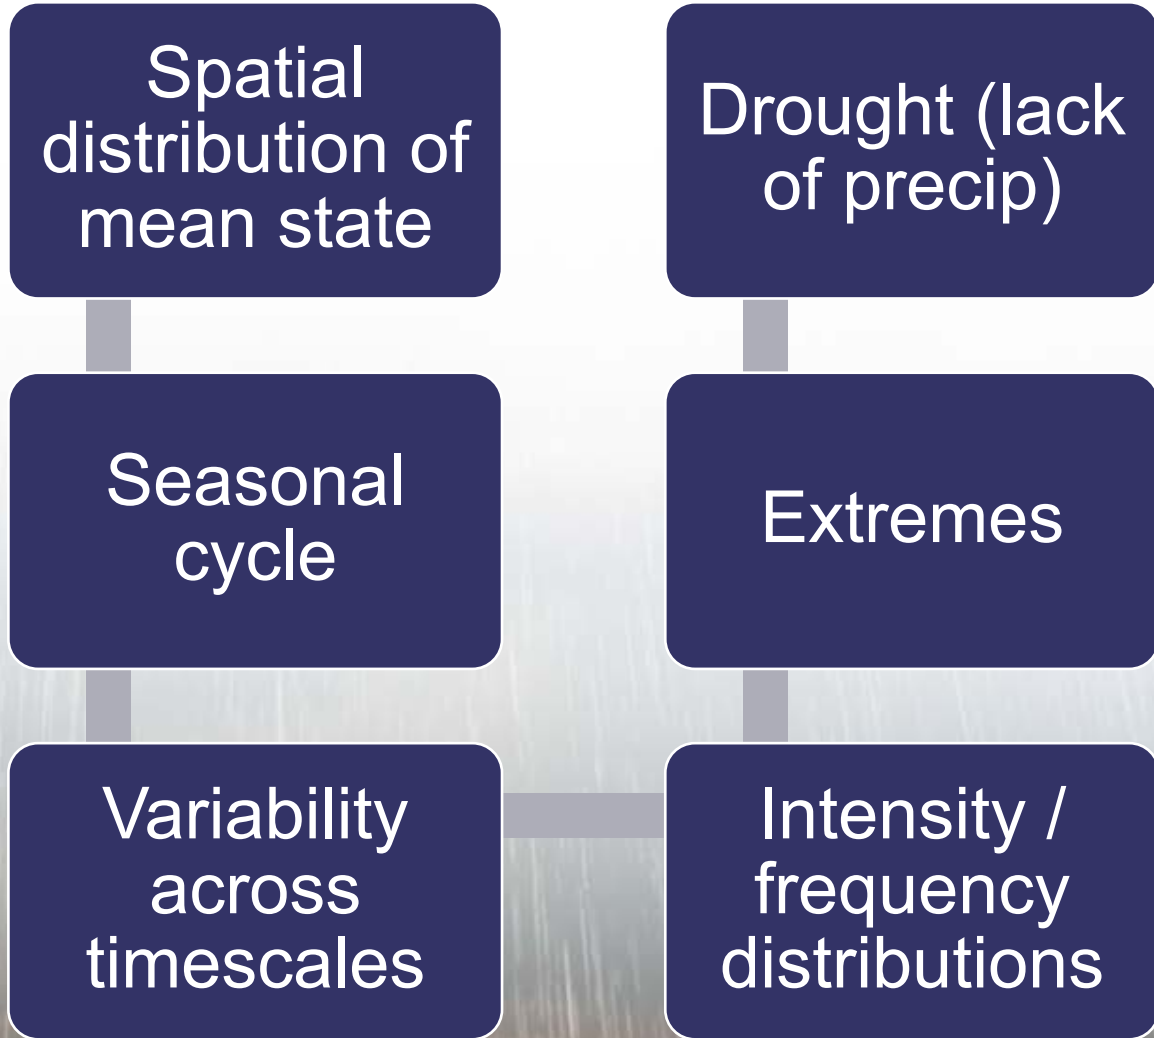 Spatial
distribution of
mean state
Seasonal
cycle
Variability
across
timescales
Intensity /
frequency
distributions
Extremes
Drought (lack
of precip)